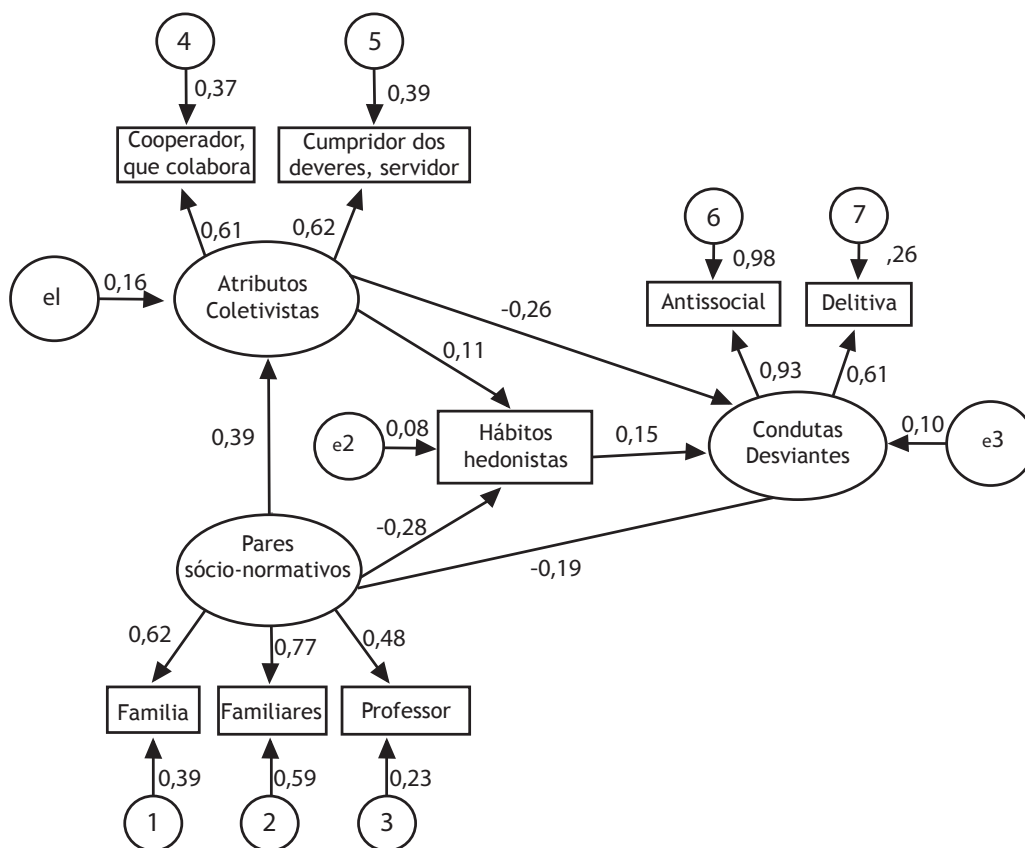 4
5
0,37
0,39
Cooperador,
que colabora
Cumpridor dos
deveres, servidor
0,61
0,62
6
7
0,98
,26
el
0,16
Atributos
Coletivistas
-0,26
Antissocial
Delitiva
0,11
0,93
0,61
0,39
e2
0,08
Hábitos
hedonistas
0,15
Condutas
Desviantes
0,10
e3
-0,28
Pares
sócio-normativos
-0,19
0,62
0,77
0,48
Familia
Familiares
Professor
0,39
0,59
0,23
1
2
3